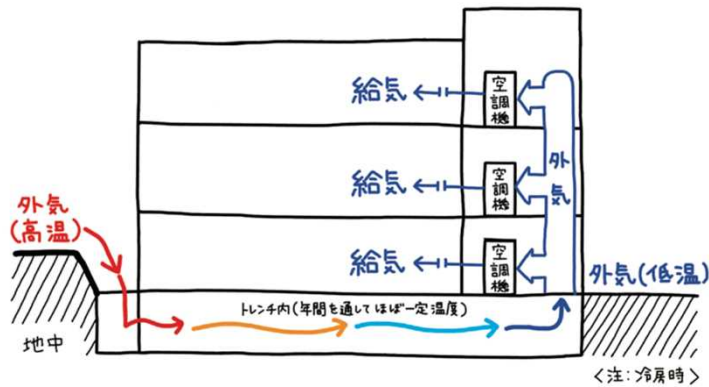 給気
空調機
外気
給気
空調機
給気
空調機
外気
(高温)
外気(低温)
トレンチ内(年間を通してほぼ一定温度)
地中
<注:冷房時>